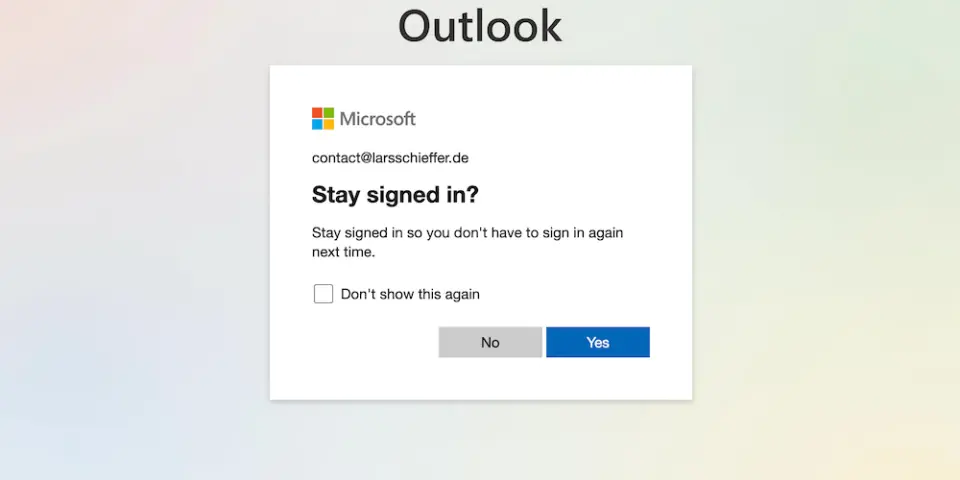 Outlook
Microsoft
contact@larsschieffer.de
Stay signed in?
Stay signed in so you don't have to sign in again
next time.
Don't show this again
No Yes